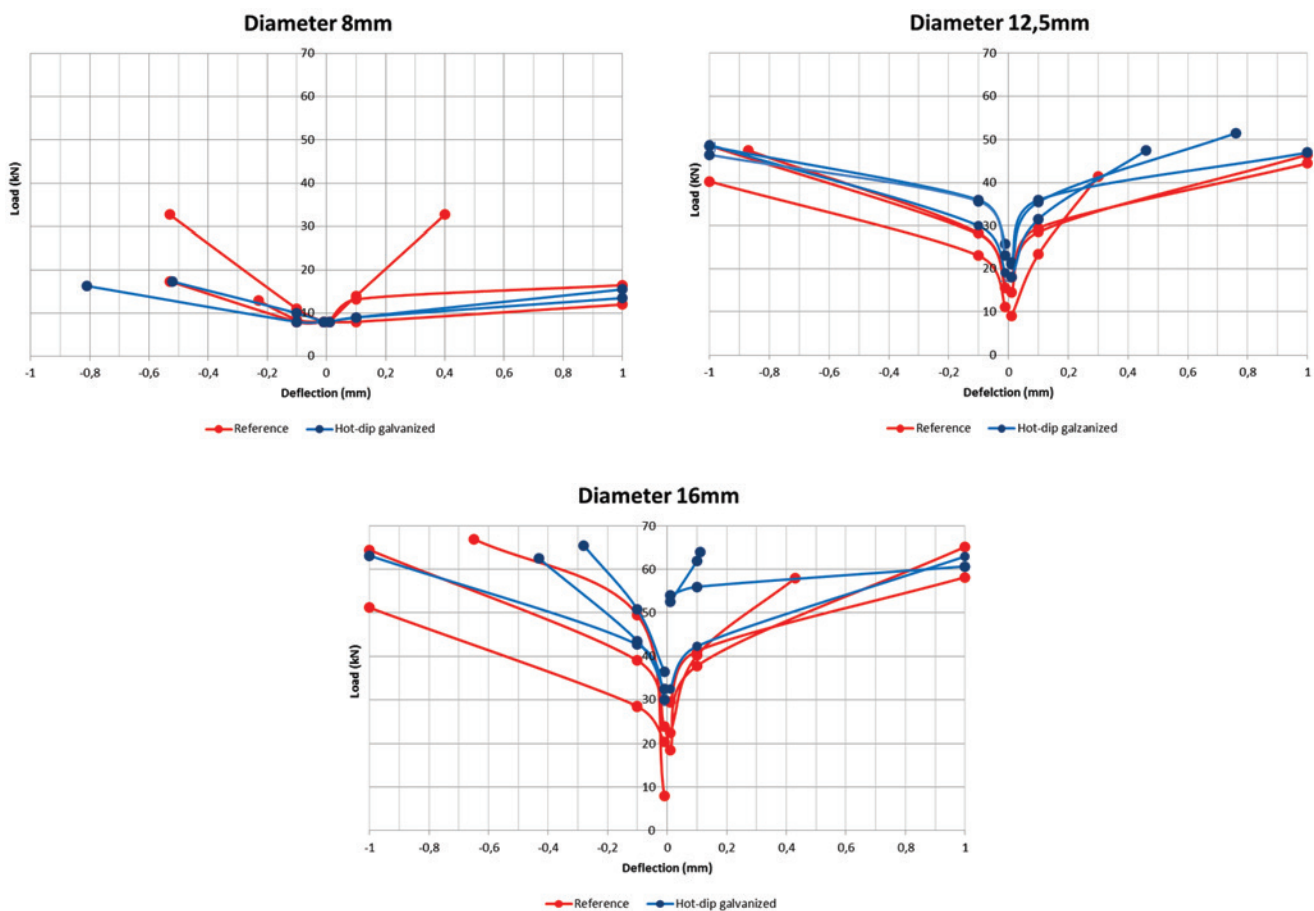 Diameter 8mm
70
60
50
40
30
20
10
0
Load (kN)
-1 -0,8 -0,6 -0,4 -0,2 0 0,2 0,4 0,6 0,8 1
Deflection (mm)
Reference Hot-dip galvanized
Diameter 12,5mm
70
60
50
40
30
20
10
0
Load (kN)
-1 -0,8 -0,6 -0,4 -0,2 0 0,2 0,4 0,6 0,8 1
Defelction (mm)
Reference Hot-dip galzanized
Diameter 16mm
70
60
50
40
30
20
10
0
Load (kN)
-1 -0,8 -0,6 -0,4 -0,2 0 0,2 0,4 0,6 0,8 1
Deflection (mm)
Reference Hot-dip galvanized